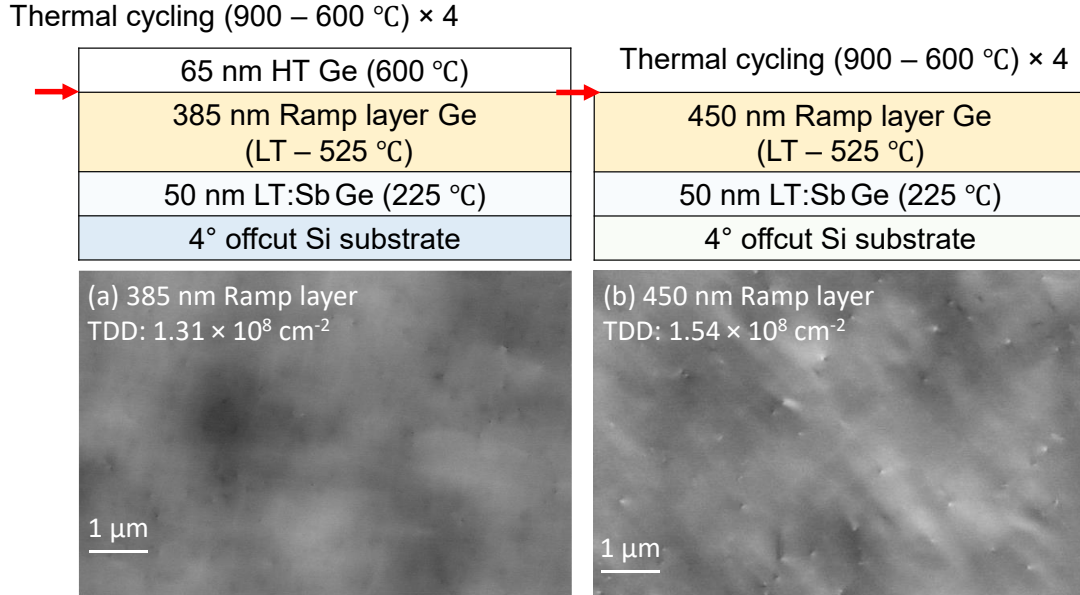 Thermal cycling (900 – 600 ℃) × 4
65 nm HT Ge (600 ℃)
385 nm Ramp layer Ge
(LT – 525 ℃)
50 nm LT:Sb Ge (225 ℃)
4° offcut Si substrate
Thermal cycling (900 – 600 ℃) × 4
450 nm Ramp layer Ge
(LT – 525 ℃)
50 nm LT:Sb Ge (225 ℃)
4° offcut Si substrate
(a) 385 nm Ramp layer
TDD: 1.31 × 10⁸ cm⁻²
1 μm
(b) 450 nm Ramp layer
TDD: 1.54 × 10⁸ cm⁻²
1 μm